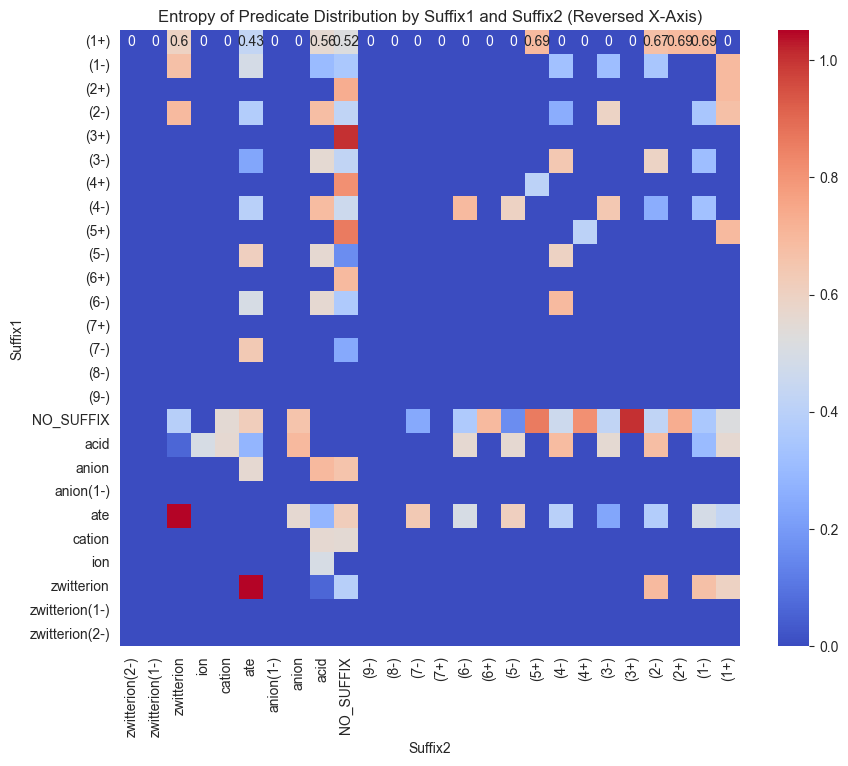 Entropy of Predicate Distribution by Suffix1 and Suffix2 (Reversed X-Axis)
(1+) 0 0 0.6 0 0 0.43 0 0 0.56 0.52 0 0 0 0 0 0 0 0.69 0 0 0 0 0.67 0.69 0.69 0
(1-)
(2+)
(2-)
(3+)
(3-)
(4+)
(4-)
(5+)
(5-)
(6+)
(6-)
(7+)
(7-)
(8-)
(9-)
NO_SUFFIX
acid
anion
anion(1-)
ate
cation
ion
zwitterion
zwitterion(1-)
zwitterion(2-)
Suffix1
zwitterion(2-)
zwitterion(1-)
zwitterion
ion
cation
ate
anion(1-)
anion
acid
NO_SUFFIX
(9-)
(8-)
(7-)
(7+)
(6-)
(6+)
(5-)
(5+)
(4-)
(4+)
(3-)
(3+)
(2-)
(2+)
(1-)
(1+)
Suffix2
1.0
0.8
0.6
0.4
0.2
0.0